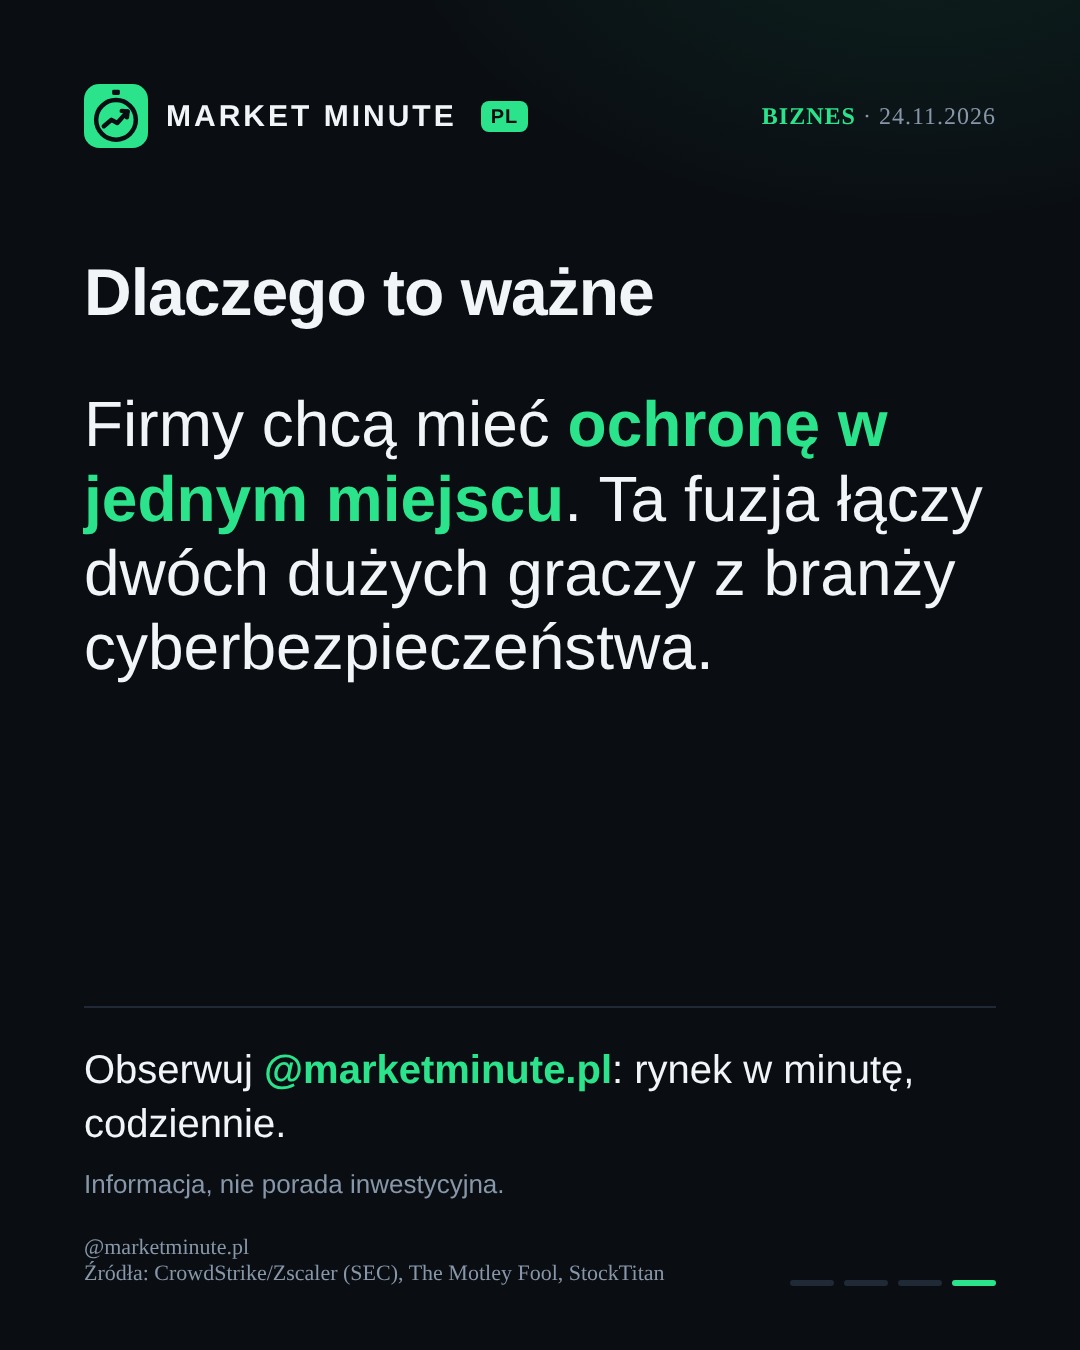 MARKET MINUTE PL
BIZNES · 24.11.2026
Dlaczego to ważne
Firmy chcą mieć ochronę w
jednym miejscu. Ta fuzja łączy
dwóch dużych graczy z branży
cyberbezpieczeństwa.
Obserwuj @marketminute.pl: rynek w minutę,
codziennie.
Informacja, nie porada inwestycyjna.
@marketminute.pl
Źródła: CrowdStrike/Zscaler (SEC), The Motley Fool, StockTitan